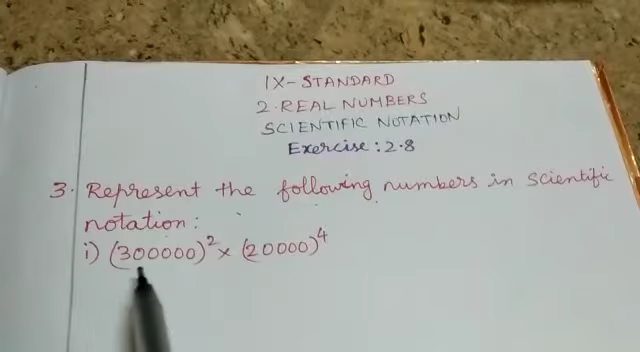 IX-STANDARD
2. REAL NUMBERS
SCIENTIFIC NOTATION
Exercise: 2.8
3. Represent the following numbers in scientific
notation:
i) (300000)² × (20000)⁴